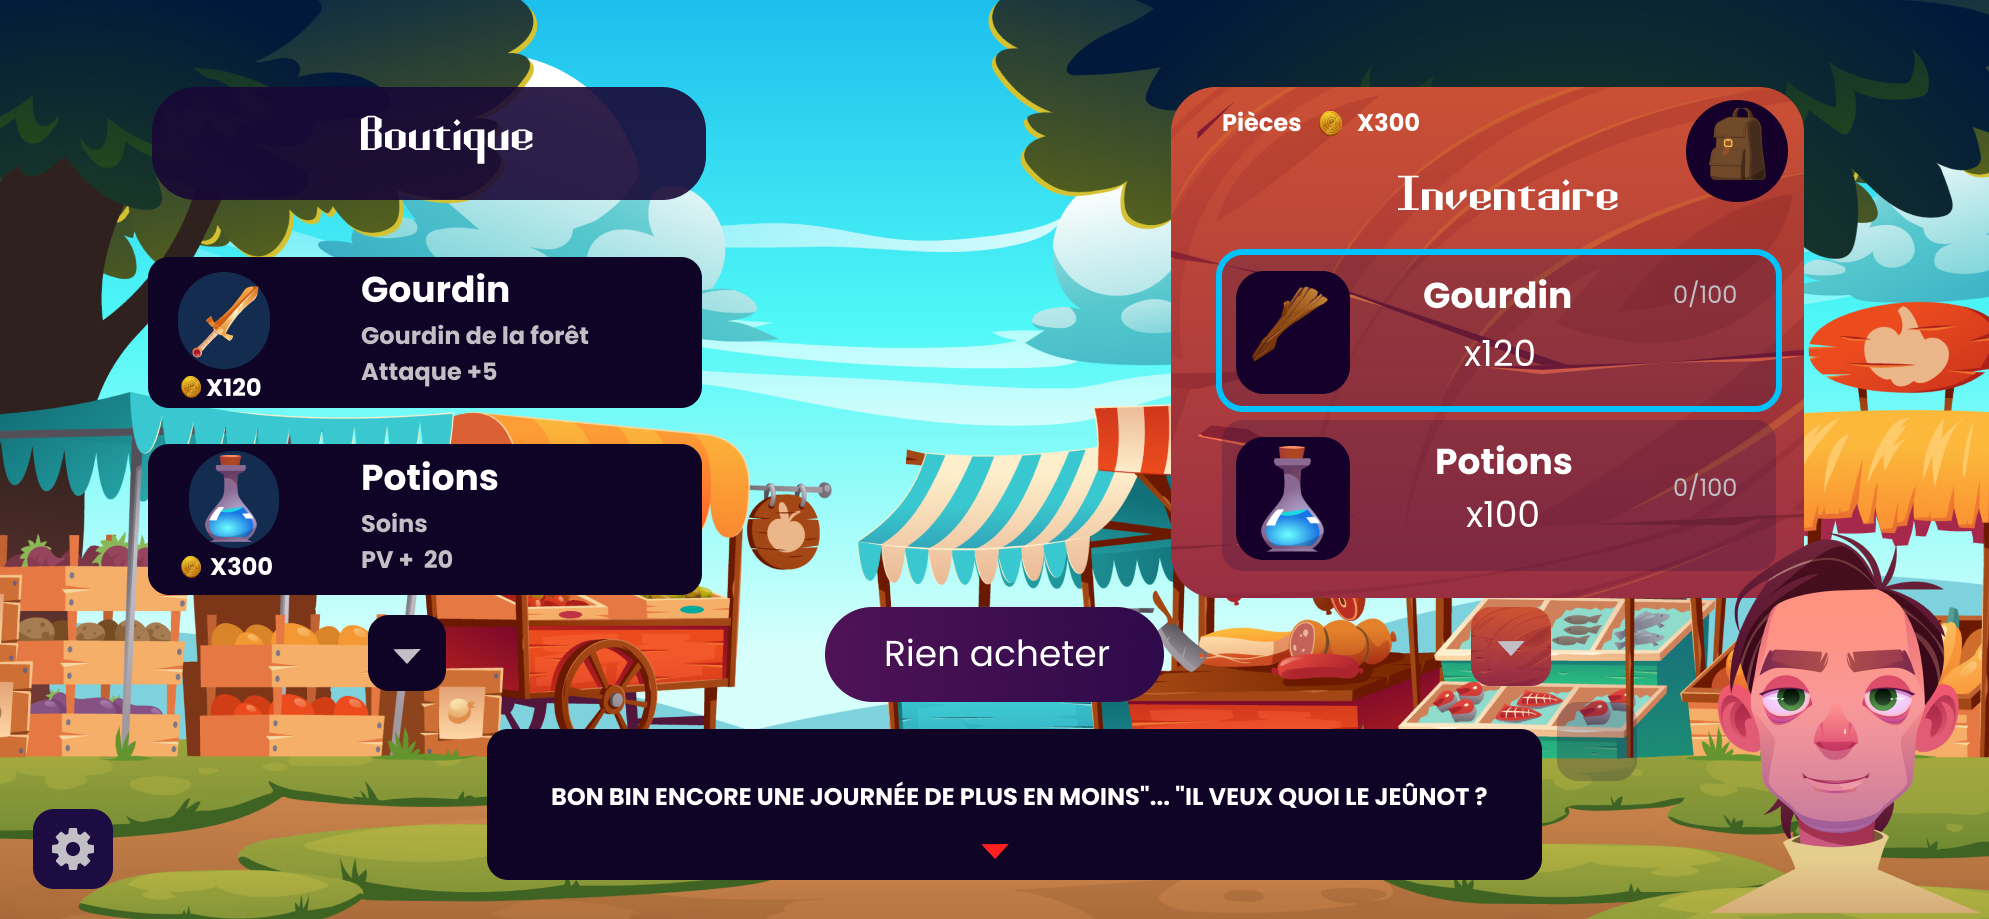 Boutique
Gourdin
Gourdin de la forêt
Attaque +5
X120
Potions
Soins
PV + 20
X300
Pièces X300
Inventaire
Gourdin
0/100
x120
Potions
0/100
x100
Rien acheter
BON BIN ENCORE UNE JOURNÉE DE PLUS EN MOINS"... "IL VEUX QUOI LE JEÛNOT ?